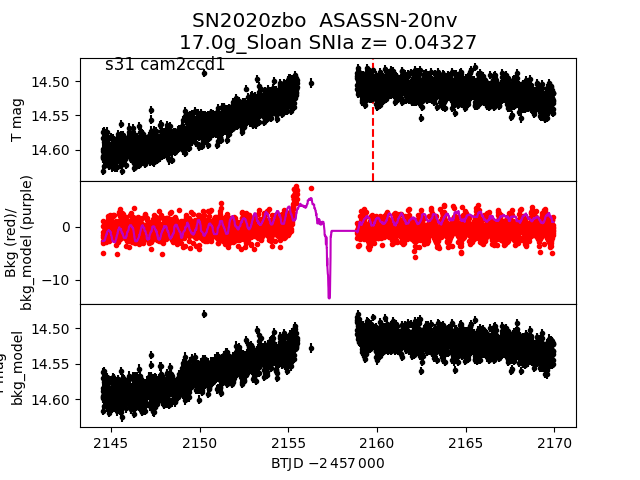 SN2020zbo  ASASSN-20nv
17.0g_Sloan SNIa z= 0.04327
s31 cam2ccd1
14.50
14.55
14.60
T mag
0
−10
Bkg (red)/
bkg_model (purple)
14.50
14.55
14.60
mag
bkg_model
2145
2150
2155
2160
2165
2170
BTJD −2 457 000